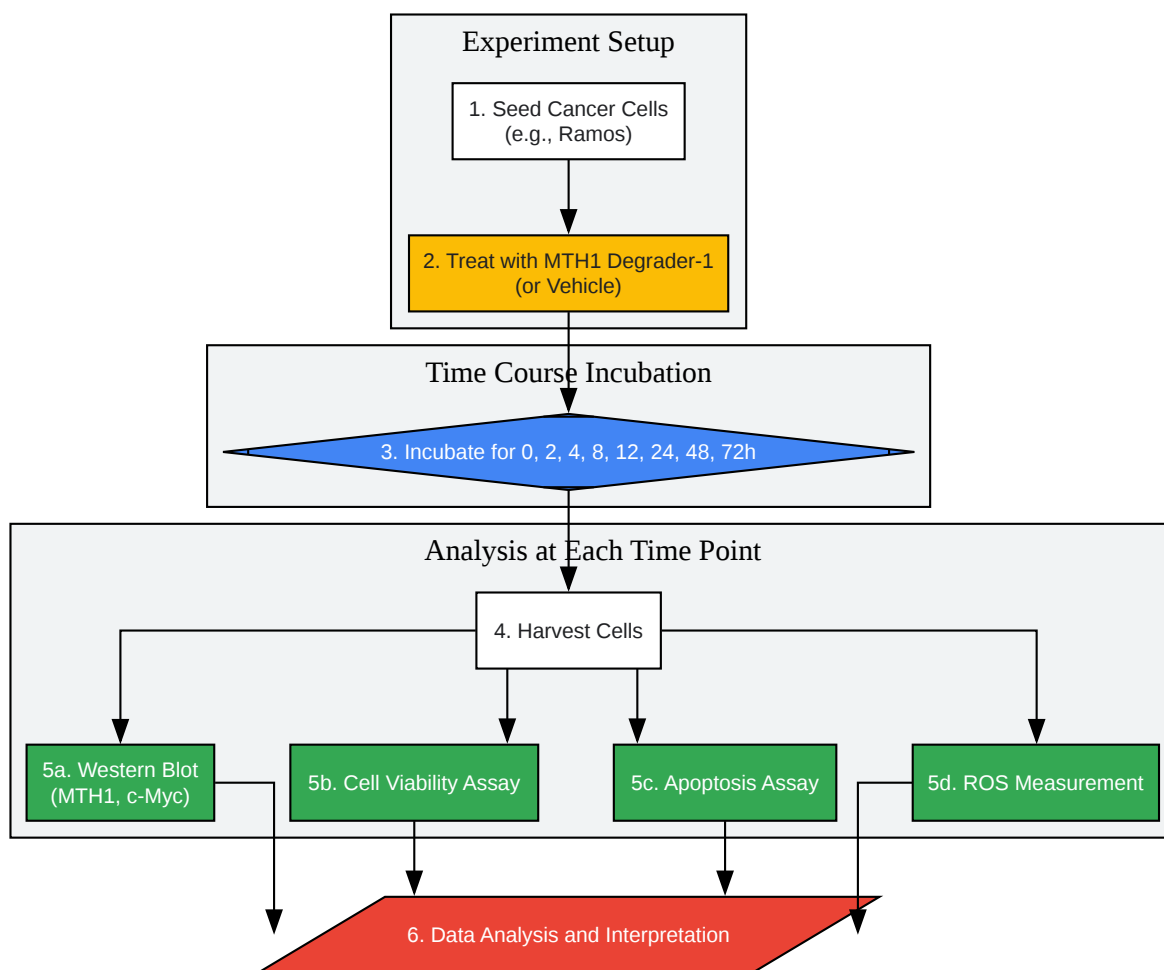 Experiment Setup
1. Seed Cancer Cells
(e.g., Ramos)
2. Treat with MTH1 Degrader-1
(or Vehicle)
Time Course Incubation
3. Incubate for 0, 2, 4, 8, 12, 24, 48, 72h
Analysis at Each Time Point
4. Harvest Cells
5a. Western Blot
(MTH1, c-Myc)
5b. Cell Viability Assay
5c. Apoptosis Assay
5d. ROS Measurement
6. Data Analysis and Interpretation